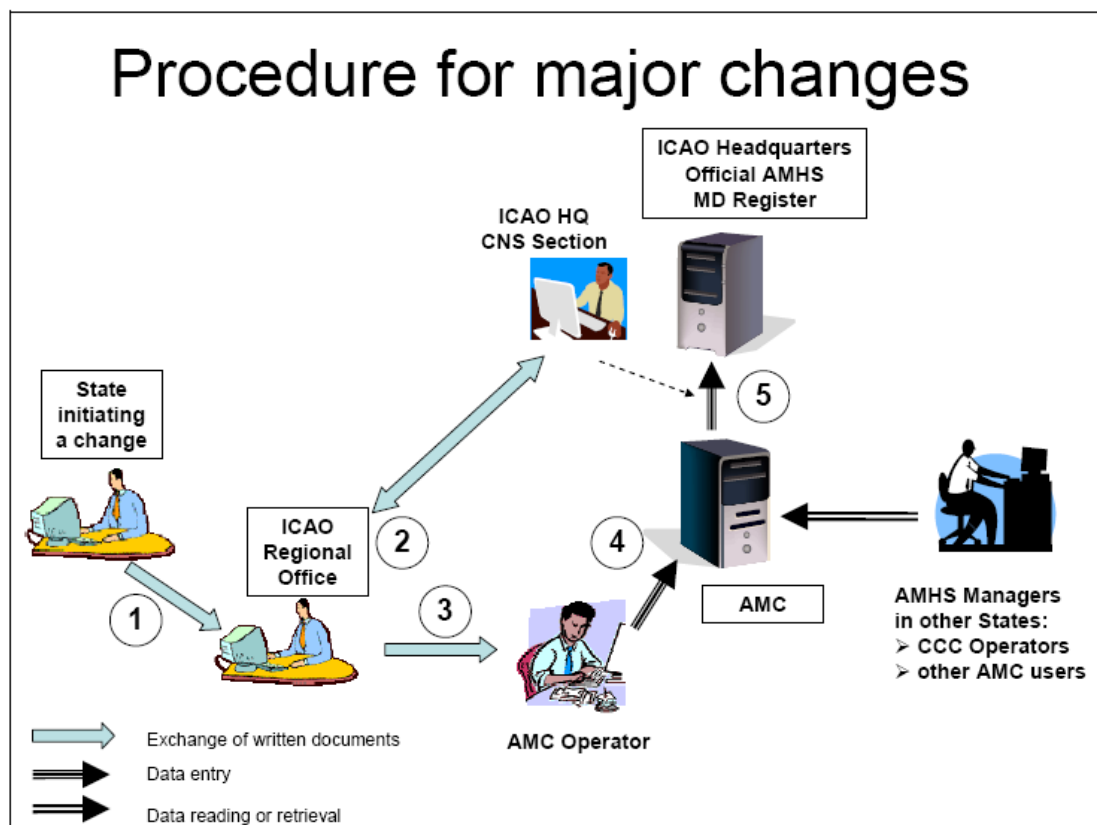 Procedure for major changes
ICAO Headquarters
Official AMHS
MD Register
ICAO HQ
CNS Section
5
State
initiating
a change
ICAO
Regional
Office
2
4
1
3
AMC
AMHS Managers
in other States:
➢ CCC Operators
➢ other AMC users
AMC Operator
Exchange of written documents
Data entry
Data reading or retrieval